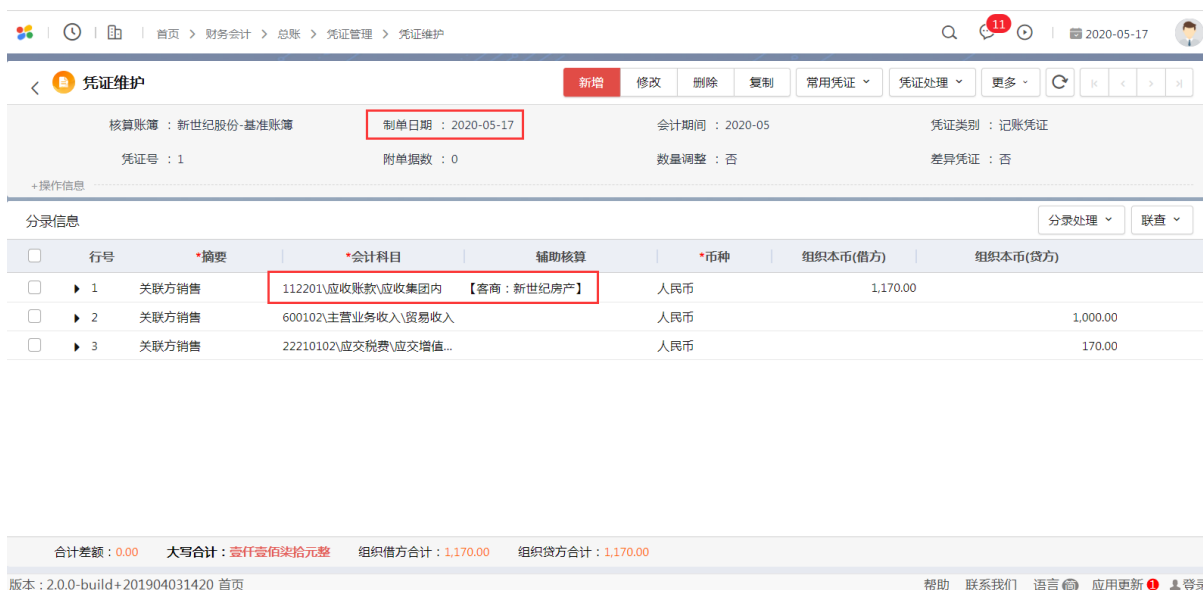 首页 > 财务会计 > 总账 > 凭证管理 > 凭证维护 11 2020-05-17
凭证维护 新增 修改 删除 复制 常用凭证 凭证处理 更多
核算账簿 : 新世纪股份-基准账簿 制单日期 : 2020-05-17 会计期间 : 2020-05 凭证类别 : 记账凭证
凭证号 : 1 附单据数 : 0 数量调整 : 否 差异凭证 : 否
+操作信息
分录信息 分录处理 联查
行号 *摘要 *会计科目 辅助核算 *币种 组织本币(借方) 组织本币(贷方)
1 关联方销售 112201\应收账款\应收集团内 【客商：新世纪房产】 人民币 1,170.00
2 关联方销售 600102\主营业务收入\贸易收入 人民币 1,000.00
3 关联方销售 22210102\应交税费\应交增值... 人民币 170.00
合计差额：0.00 大写合计：壹仟壹佰柒拾元整 组织借方合计：1,170.00 组织贷方合计：1,170.00
版本：2.0.0-build+201904031420 首页 帮助 联系我们 语言 简 应用更新 1 登录